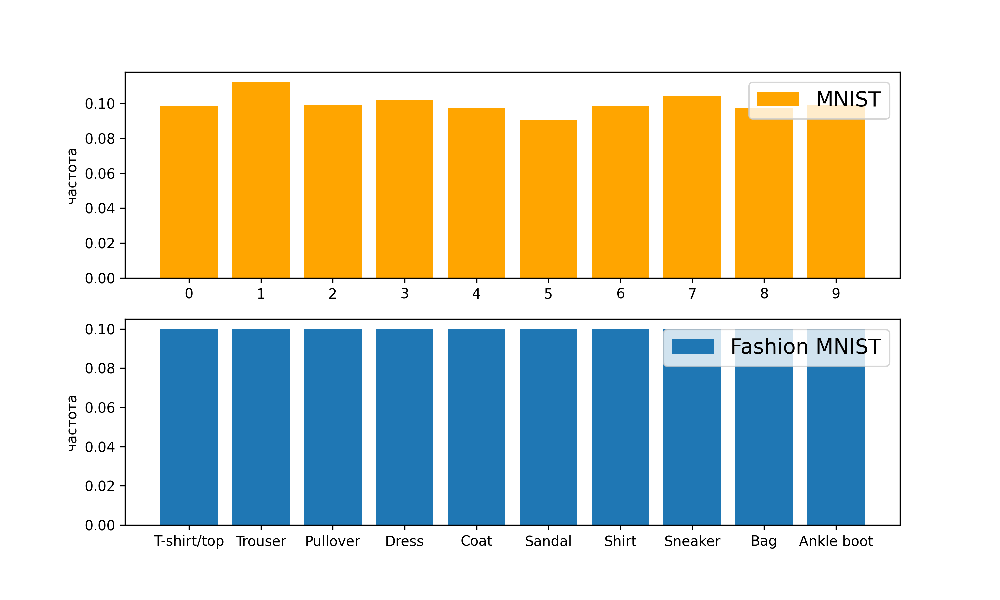 MNIST
0.10
0.08
0.06
0.04
0.02
0.00
частота
0 1 2 3 4 5 6 7 8 9
Fashion MNIST
0.10
0.08
0.06
0.04
0.02
0.00
частота
T-shirt/top Trouser Pullover Dress Coat Sandal Shirt Sneaker Bag Ankle boot